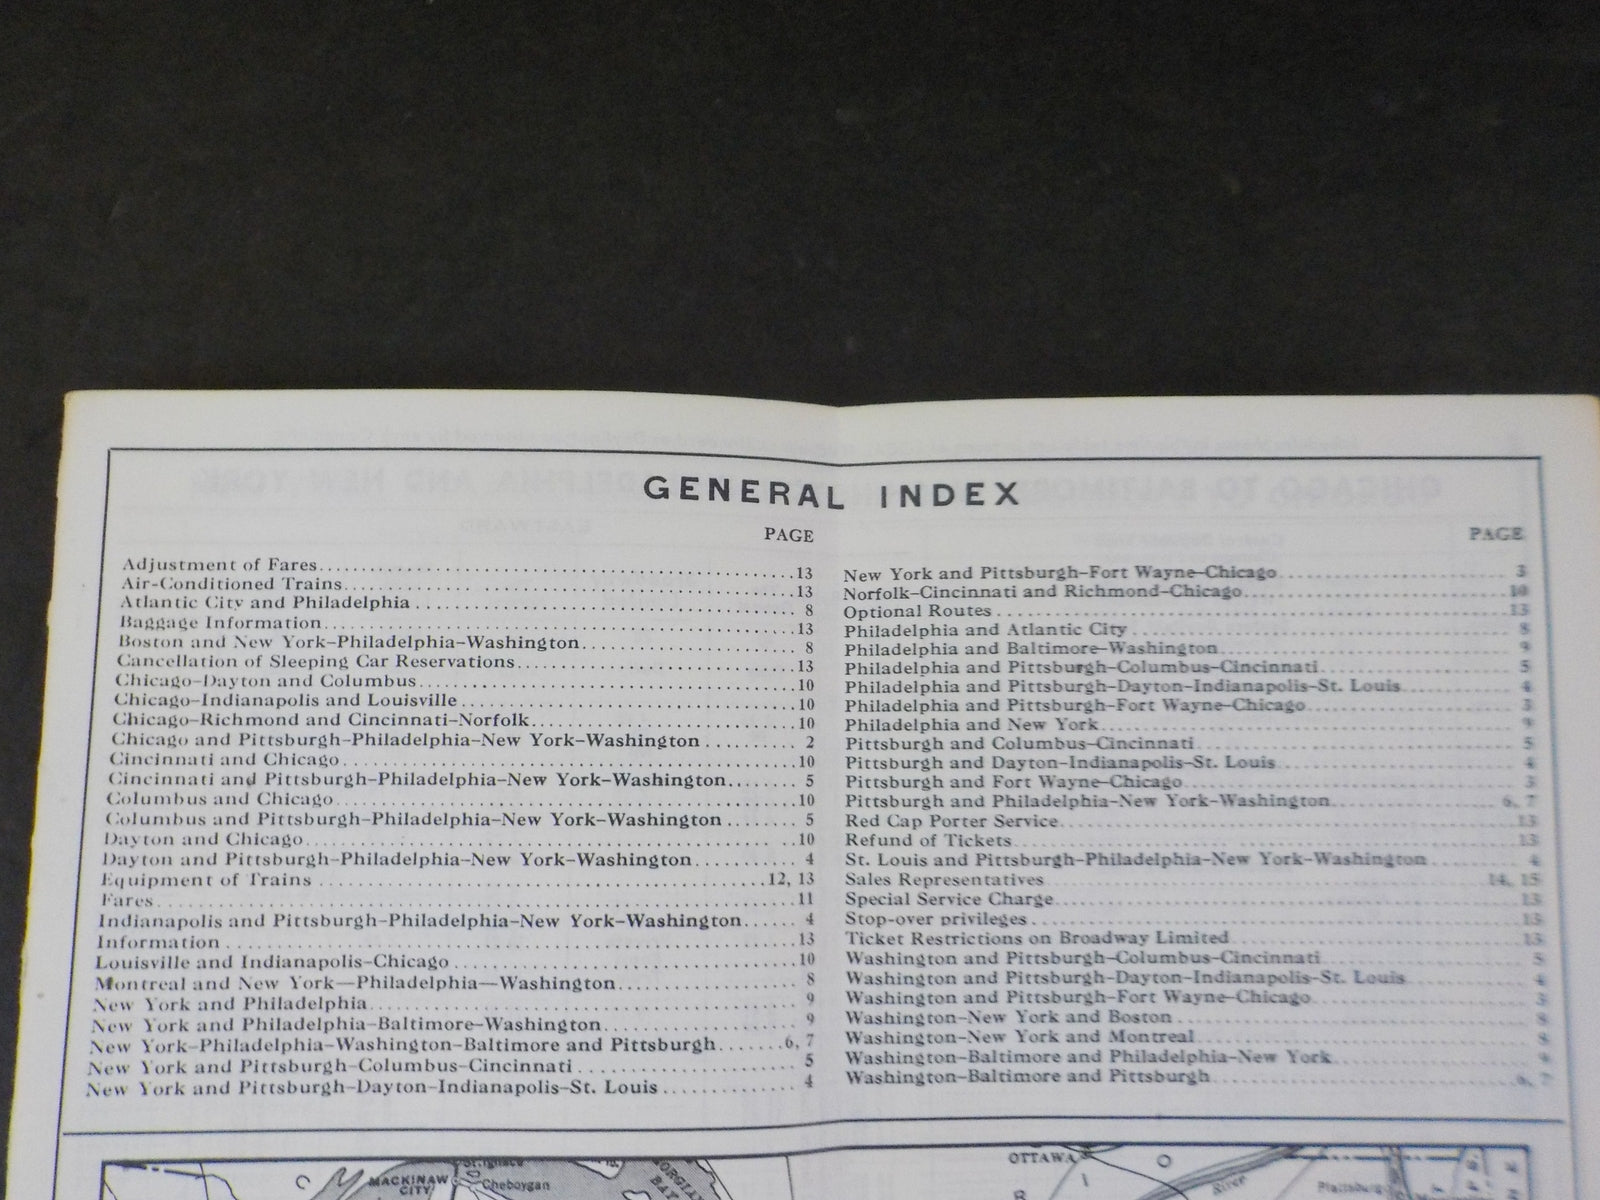 GENERAL INDEX
PAGE
Adjustment of Fares 13
Air-Conditioned Trains 13
Atlantic City and Philadelphia 8
Baggage Information 13
Boston and New York–Philadelphia–Washington 8
Cancellation of Sleeping Car Reservations 13
Chicago–Dayton and Columbus 10
Chicago–Indianapolis and Louisville 10
Chicago–Richmond and Cincinnati–Norfolk 10
Chicago and Pittsburgh–Philadelphia–New York–Washington 2
Cincinnati and Chicago 10
Cincinnati and Pittsburgh–Philadelphia–New York–Washington 5
Columbus and Chicago 10
Columbus and Pittsburgh–Philadelphia–New York–Washington 5
Dayton and Chicago 10
Dayton and Pittsburgh–Philadelphia–New York–Washington 4
Equipment of Trains 12, 13
Fares 11
Indianapolis and Pittsburgh–Philadelphia–New York–Washington 4
Information 13
Louisville and Indianapolis–Chicago 10
Montreal and New York—Philadelphia—Washington 8
New York and Philadelphia 9
New York and Philadelphia–Baltimore–Washington 9
New York–Philadelphia–Washington–Baltimore and Pittsburgh 6, 7
New York and Pittsburgh–Columbus–Cincinnati 5
New York and Pittsburgh–Dayton–Indianapolis–St. Louis 4
PAGE
New York and Pittsburgh–Fort Wayne–Chicago 3
Norfolk–Cincinnati and Richmond–Chicago 10
Optional Routes 13
Philadelphia and Atlantic City 8
Philadelphia and Baltimore–Washington 9
Philadelphia and Pittsburgh–Columbus–Cincinnati 5
Philadelphia and Pittsburgh–Dayton–Indianapolis–St. Louis 4
Philadelphia and Pittsburgh–Fort Wayne–Chicago 3
Philadelphia and New York 9
Pittsburgh and Columbus–Cincinnati 5
Pittsburgh and Dayton–Indianapolis–St. Louis 4
Pittsburgh and Fort Wayne–Chicago 3
Pittsburgh and Philadelphia–New York–Washington 6, 7
Red Cap Porter Service 13
Refund of Tickets 13
St. Louis and Pittsburgh–Philadelphia–New York–Washington 4
Sales Representatives 14, 15
Special Service Charge 13
Stop-over privileges 13
Ticket Restrictions on Broadway Limited 13
Washington and Pittsburgh–Columbus–Cincinnati 5
Washington and Pittsburgh–Dayton–Indianapolis–St. Louis 4
Washington and Pittsburgh–Fort Wayne–Chicago 3
Washington–New York and Boston 8
Washington–New York and Montreal 8
Washington–Baltimore and Philadelphia–New York 9
Washington–Baltimore and Pittsburgh 6, 7
MACKINAW CITY
Cheboygan
OTTAWA
River
Plattsburg